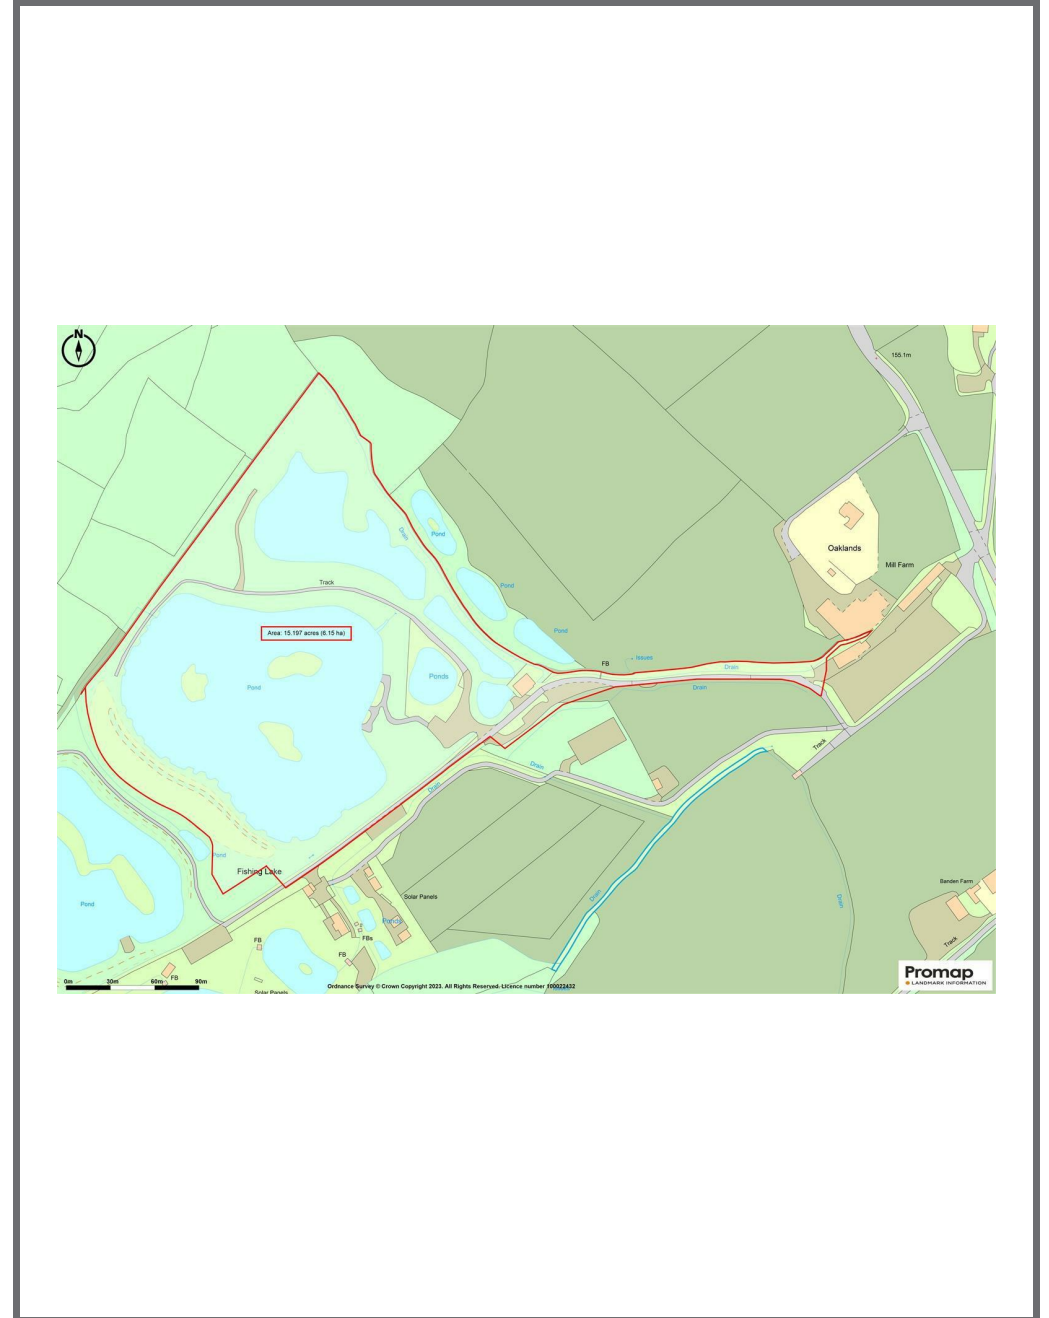 N
155.1m
Oaklands
Mill Farm
Drain
Pond
Pond
Track
Area: 15.197 acres (6.15 ha)
Pond
FB
Issues
Drain
Drain
Ponds
Pond
Track
Drain
Drain
Pond
Fishing Lake
Solar Panels
Pond
Drain
Drain
Banden Farm
Ponds
FB
FBs
FB
Track
FB
0m
30m
60m
90m
Solar Panels
Ordnance Survey © Crown Copyright 2023. All Rights Reserved. Licence number 100022432
Promap
LANDMARK INFORMATION